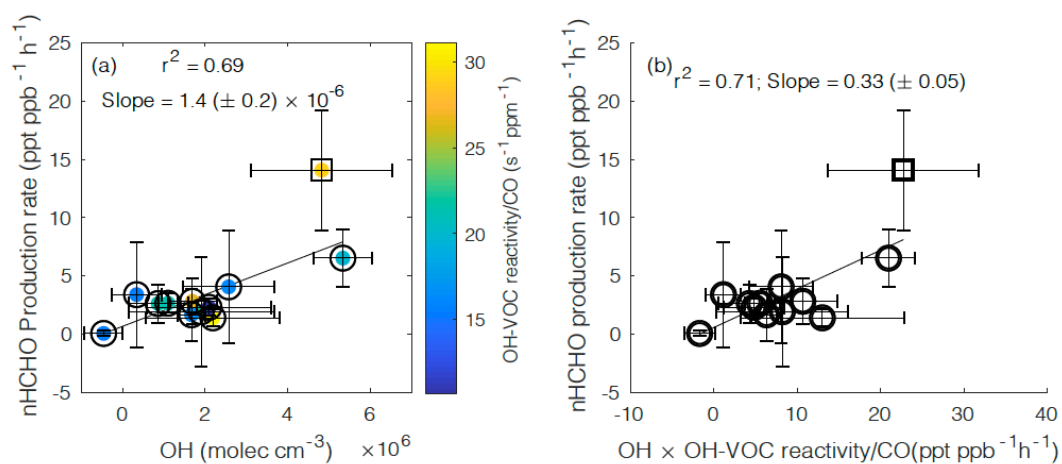 (a)
r² = 0.69
Slope = 1.4 (± 0.2) × 10⁻⁶
nHCHO Production rate (ppt ppb⁻¹ h⁻¹)
25
20
15
10
5
0
-5
0
2
4
6
×10⁶
OH (molec cm⁻³)
30
25
20
15
OH-VOC reactivity/CO (s⁻¹ ppm⁻¹)
(b)
r² = 0.71; Slope = 0.33 (± 0.05)
nHCHO production rate (ppt ppb⁻¹ h⁻¹)
25
20
15
10
5
0
-5
-10
0
10
20
30
40
OH × OH-VOC reactivity/CO(ppt ppb⁻¹h⁻¹)